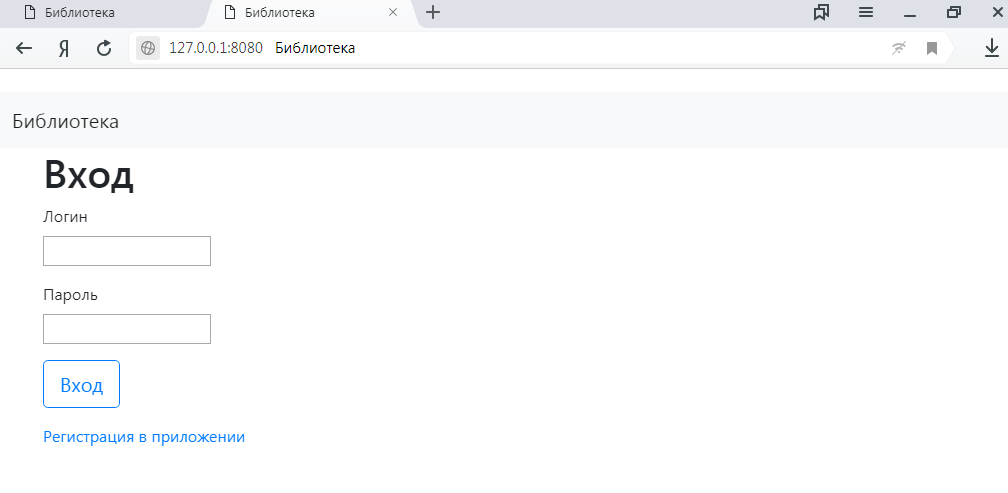 Библиотека
Библиотека
Я
127.0.0.1:8080 Библиотека
Библиотека
Вход
Логин
Пароль
Вход
Регистрация в приложении